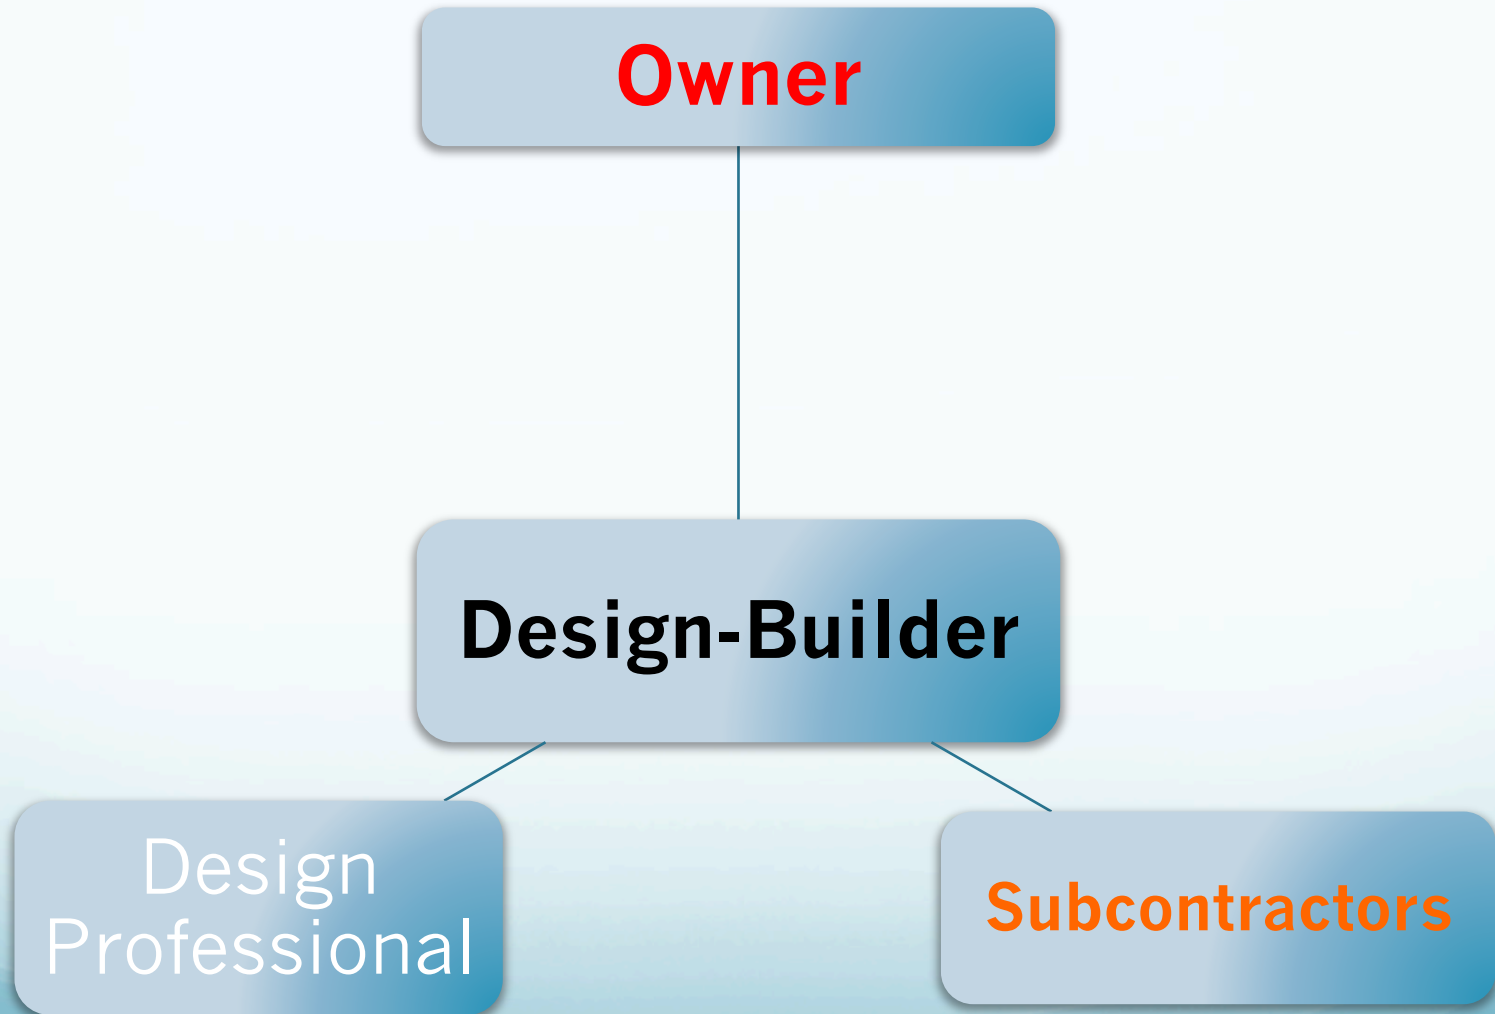 Owner
Design-Builder
Design
Professional
Subcontractors